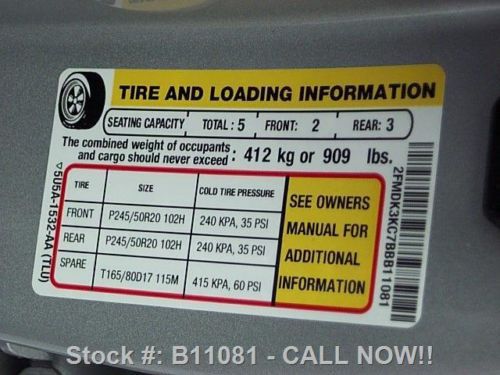 TIRE AND LOADING INFORMATION
SEATING CAPACITY TOTAL : 5 FRONT: 2 REAR: 3
The combined weight of occupants
and cargo should never exceed : 412 kg or 909 lbs.
TIRE SIZE COLD TIRE PRESSURE
FRONT P245/50R20 102H 240 KPA, 35 PSI
REAR P245/50R20 102H 240 KPA, 35 PSI
SPARE T165/80D17 115M 415 KPA, 60 PSI
SEE OWNERS
MANUAL FOR
ADDITIONAL
INFORMATION
▽5U5A-1532-AA (TLU)
2FMDK3KC7BBB11081
Stock #: B11081 - CALL NOW!!